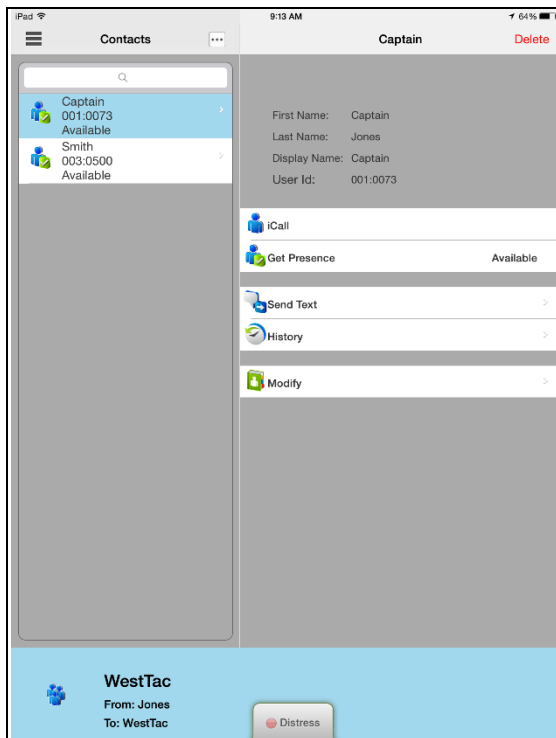 iPad 9:13 AM 64%
Contacts
Captain
001:0073
Available
Smith
003:0500
Available
Captain Delete
First Name: Captain
Last Name: Jones
Display Name: Captain
User Id: 001:0073
iCall
Get Presence Available
Send Text
History
Modify
WestTac
From: Jones
To: WestTac
Distress